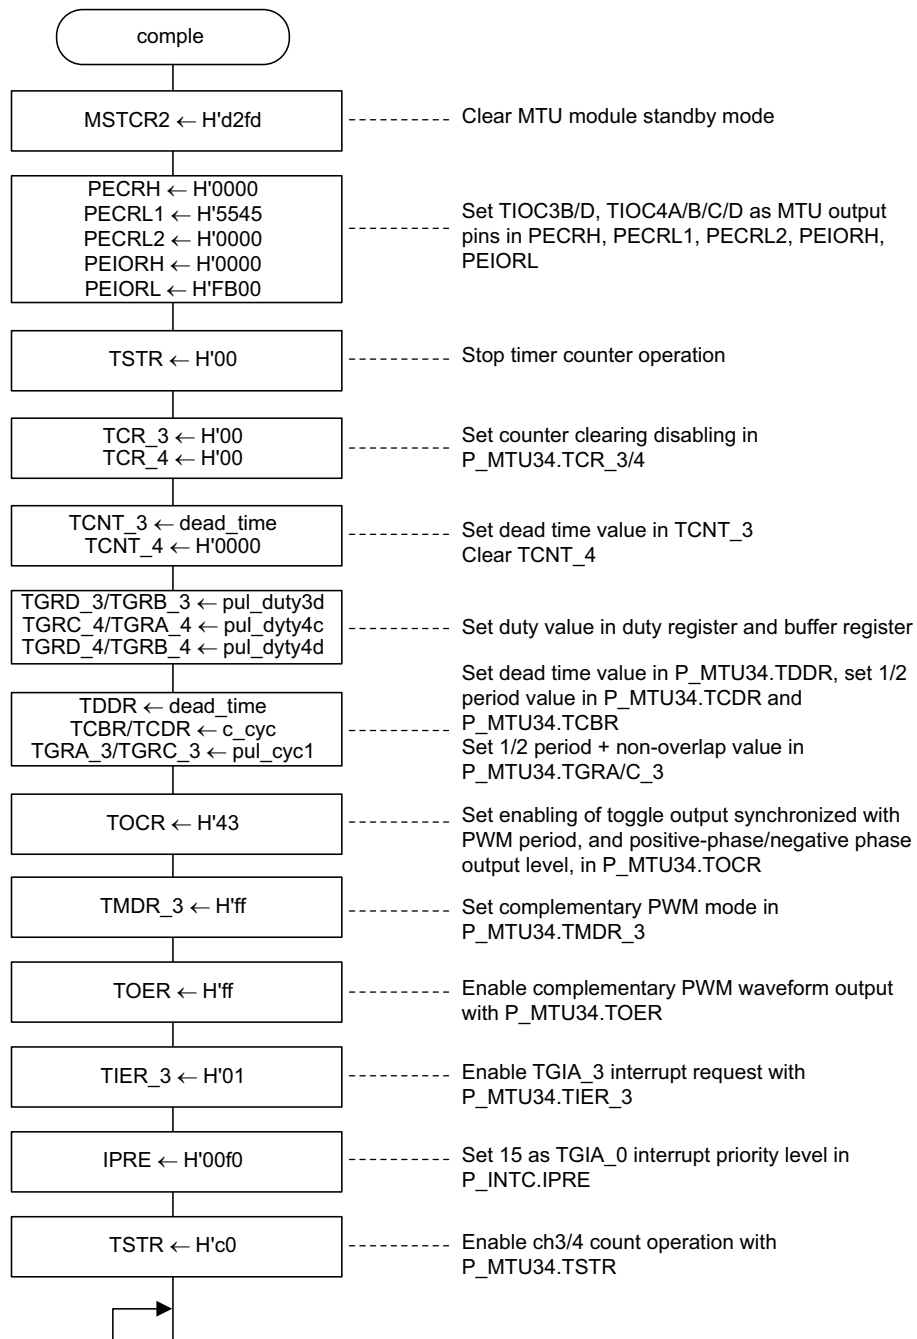 comple
MSTCR2 ← H'd2fd
Clear MTU module standby mode
PECRH ← H'0000
PECRL1 ← H'5545
PECRL2 ← H'0000
PEIORH ← H'0000
PEIORL ← H'FB00
Set TIOC3B/D, TIOC4A/B/C/D as MTU output
pins in PECRH, PECRL1, PECRL2, PEIORH,
PEIORL
TSTR ← H'00
Stop timer counter operation
TCR_3 ← H'00
TCR_4 ← H'00
Set counter clearing disabling in
P_MTU34.TCR_3/4
TCNT_3 ← dead_time
TCNT_4 ← H'0000
Set dead time value in TCNT_3
Clear TCNT_4
TGRD_3/TGRB_3 ← pul_duty3d
TGRC_4/TGRA_4 ← pul_dyty4c
TGRD_4/TGRB_4 ← pul_dyty4d
Set duty value in duty register and buffer register
TDDR ← dead_time
TCBR/TCDR ← c_cyc
TGRA_3/TGRC_3 ← pul_cyc1
Set dead time value in P_MTU34.TDDR, set 1/2
period value in P_MTU34.TCDR and
P_MTU34.TCBR
Set 1/2 period + non-overlap value in
P_MTU34.TGRA/C_3
TOCR ← H'43
Set enabling of toggle output synchronized with
PWM period, and positive-phase/negative phase
output level, in P_MTU34.TOCR
TMDR_3 ← H'ff
Set complementary PWM mode in
P_MTU34.TMDR_3
TOER ← H'ff
Enable complementary PWM waveform output
with P_MTU34.TOER
TIER_3 ← H'01
Enable TGIA_3 interrupt request with
P_MTU34.TIER_3
IPRE ← H'00f0
Set 15 as TGIA_0 interrupt priority level in
P_INTC.IPRE
TSTR ← H'c0
Enable ch3/4 count operation with
P_MTU34.TSTR